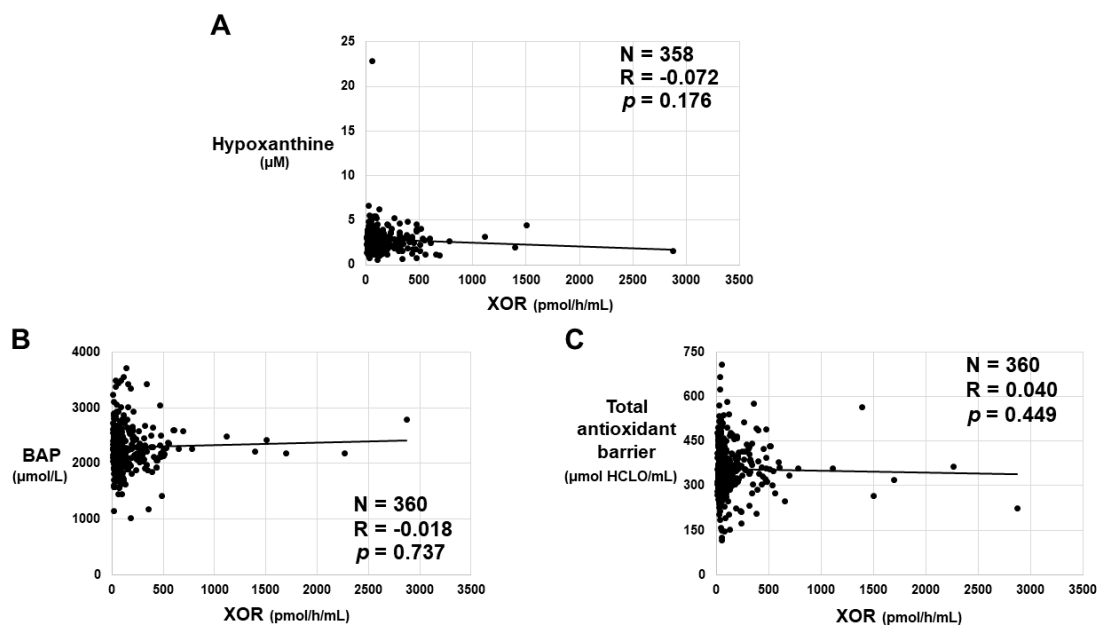 A
25
20
15
10
5
0
Hypoxanthine
(μM)
N = 358
R = -0.072
p = 0.176
0 500 1000 1500 2000 2500 3000 3500
XOR (pmol/h/mL)
B
4000
3000
2000
1000
0
BAP
(μmol/L)
N = 360
R = -0.018
p = 0.737
0 500 1000 1500 2000 2500 3000 3500
XOR (pmol/h/mL)
C
750
600
450
300
150
0
Total
antioxidant
barrier
(μmol HCLO/mL)
N = 360
R = 0.040
p = 0.449
0 500 1000 1500 2000 2500 3000 3500
XOR (pmol/h/mL)